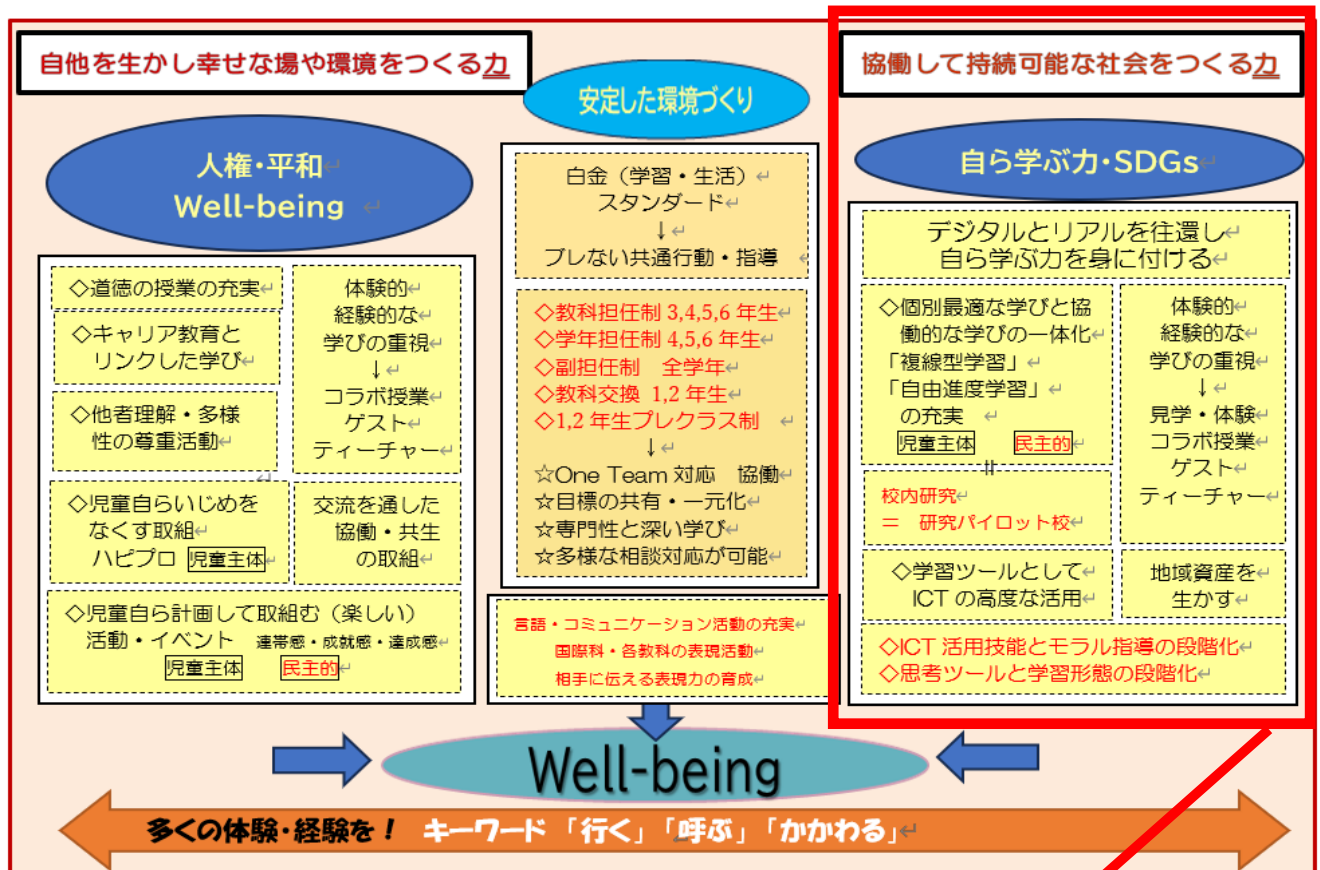 自他を生かし幸せな場や環境をつくる力
人権・平和
Well-being
◇道徳の授業の充実
◇キャリア教育と
リンクした学び
◇他者理解・多様
性の尊重活動
◇児童自らいじめを
なくす取組
ハピプロ 児童主体
体験的
経験的な
学びの重視
↓
コラボ授業
ゲスト
ティーチャー
交流を通した
協働・共生
の取組
◇児童自ら計画して取組む（楽しい）
活動・イベント 連帯感・成就感・達成感
児童主体 民主的
安定した環境づくり
白金（学習・生活）
スタンダード
↓
ブレない共通行動・指導
◇教科担任制 3,4,5,6 年生
◇学年担任制 4,5,6 年生
◇副担任制 全学年
◇教科交換 1,2 年生
◇1,2 年生プレクラス制
↓
☆One Team 対応 協働
☆目標の共有・一元化
☆専門性と深い学び
☆多様な相談対応が可能
言語・コミュニケーション活動の充実
国際科・各教科の表現活動
相手に伝える表現力の育成
協働して持続可能な社会をつくる力
自ら学ぶ力・SDGs
デジタルとリアルを往還し
自ら学ぶ力を身に付ける
◇個別最適な学びと協
働的な学びの一体化
「複線型学習」
「自由進度学習」
の充実
児童主体 民主的
＝
校内研究
＝ 研究パイロット校
◇学習ツールとして
ICT の高度な活用
体験的
経験的な
学びの重視
↓
見学・体験
コラボ授業
ゲスト
ティーチャー
地域資産を
生かす
◇ICT 活用技能とモラル指導の段階化
◇思考ツールと学習形態の段階化
Well-being
多くの体験・経験を！ キーワード 「行く」「呼ぶ」「かかわる」